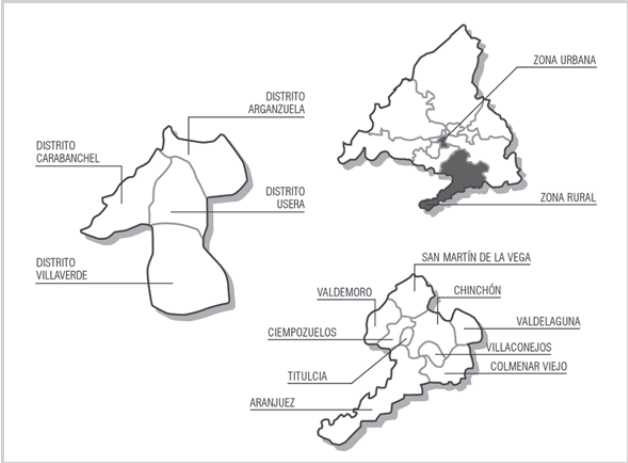 DISTRITO
ARGANZUELA
DISTRITO
CARABANCHEL
DISTRITO
USERA
DISTRITO
VILLAVERDE
ZONA URBANA
ZONA RURAL
SAN MARTÍN DE LA VEGA
VALDEMORO
CHINCHÓN
VALDELAGUNA
CIEMPOZUELOS
VILLACONEJOS
COLMENAR VIEJO
TITULCIA
ARANJUEZ